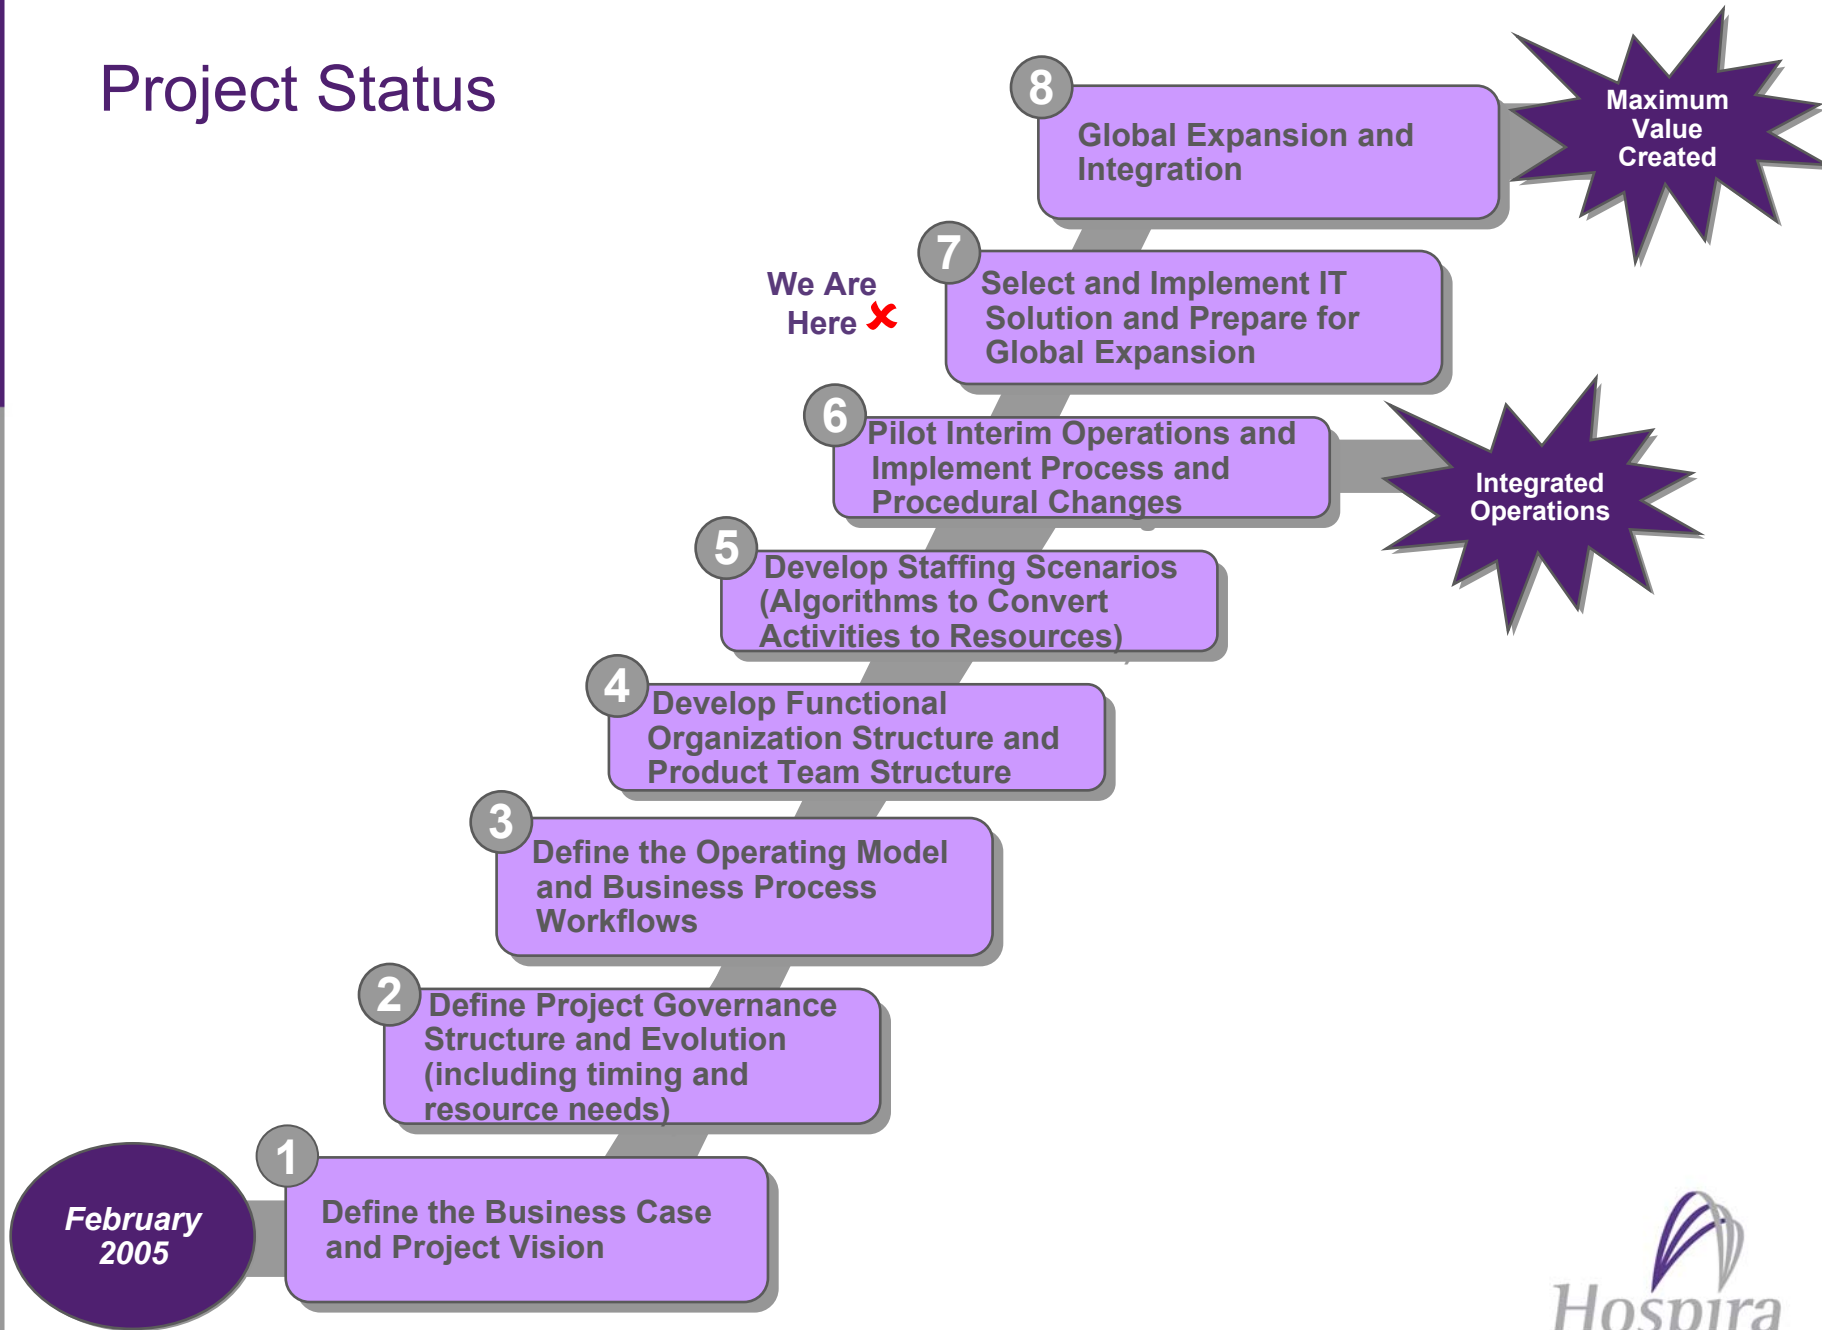 Project Status
8
Global Expansion and
Integration
Maximum
Value
Created
7
Select and Implement IT
Solution and Prepare for
Global Expansion
We Are
Here
6
Pilot Interim Operations and
Implement Process and
Procedural Changes
Integrated
Operations
5
Develop Staffing Scenarios
(Algorithms to Convert
Activities to Resources)
4
Develop Functional
Organization Structure and
Product Team Structure
3
Define the Operating Model
and Business Process
Workflows
2
Define Project Governance
Structure and Evolution
(including timing and
resource needs)
1
Define the Business Case
and Project Vision
February
2005
Hospira